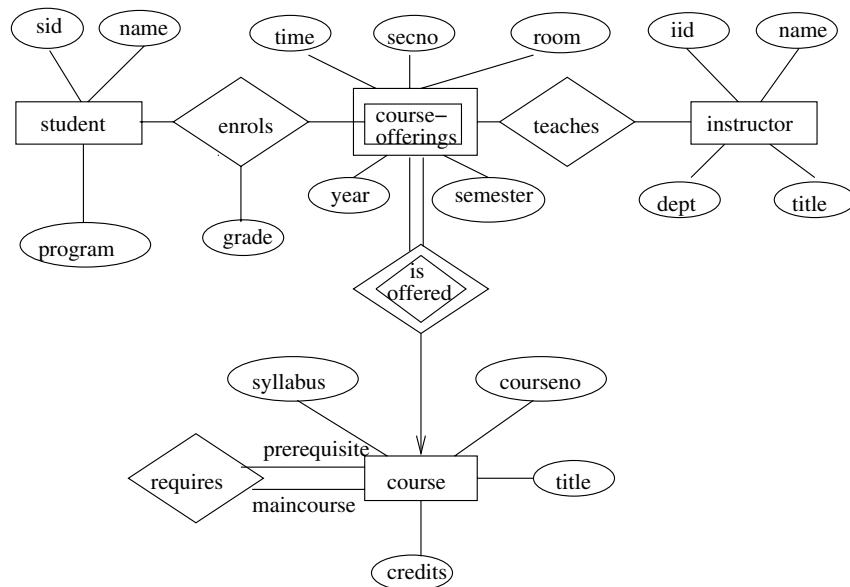 sid
name
time
secno
room
iid
name
student
enrols
course–
offerings
teaches
instructor
year
semester
dept
title
program
grade
is
offered
syllabus
courseno
prerequisite
requires
course
title
maincourse
credits